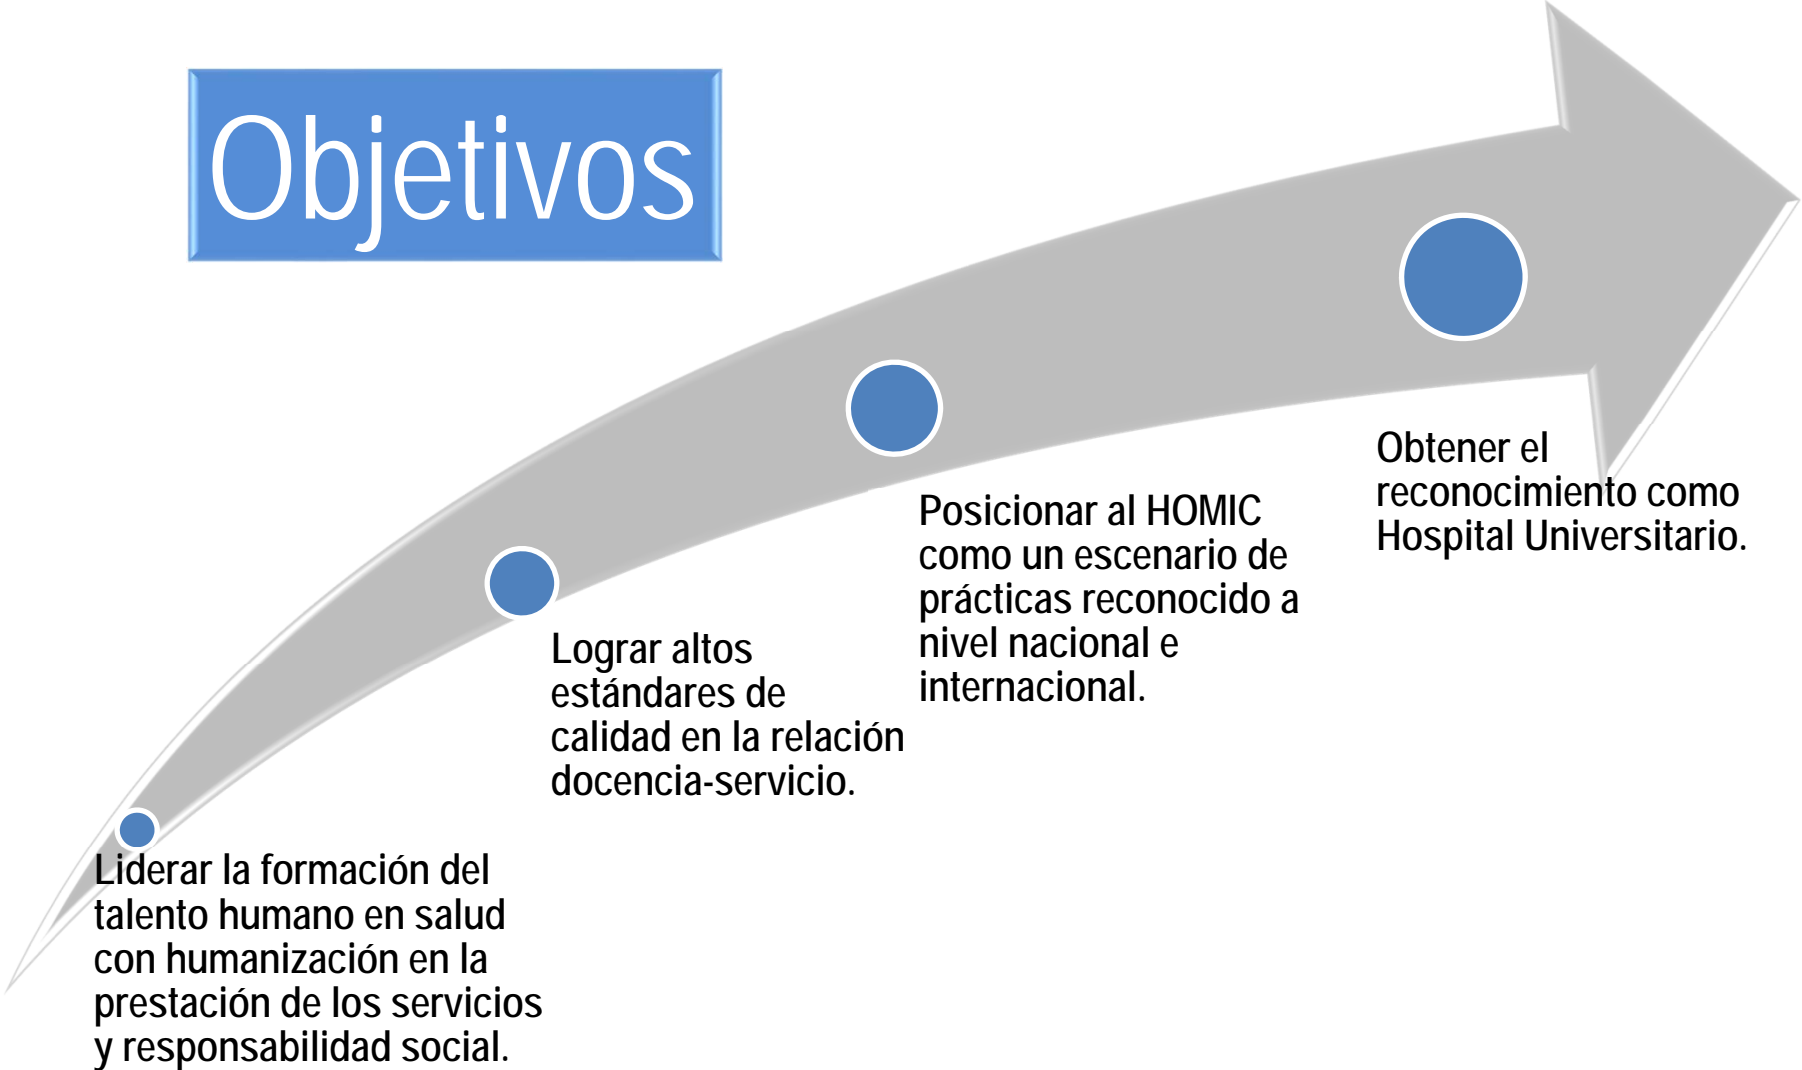 Objetivos
Liderar la formación del
talento humano en salud
con humanización en la
prestación de los servicios
y responsabilidad social.
Lograr altos
estándares de
calidad en la relación
docencia-servicio.
Posicionar al HOMIC
como un escenario de
prácticas reconocido a
nivel nacional e
internacional.
Obtener el
reconocimiento como
Hospital Universitario.